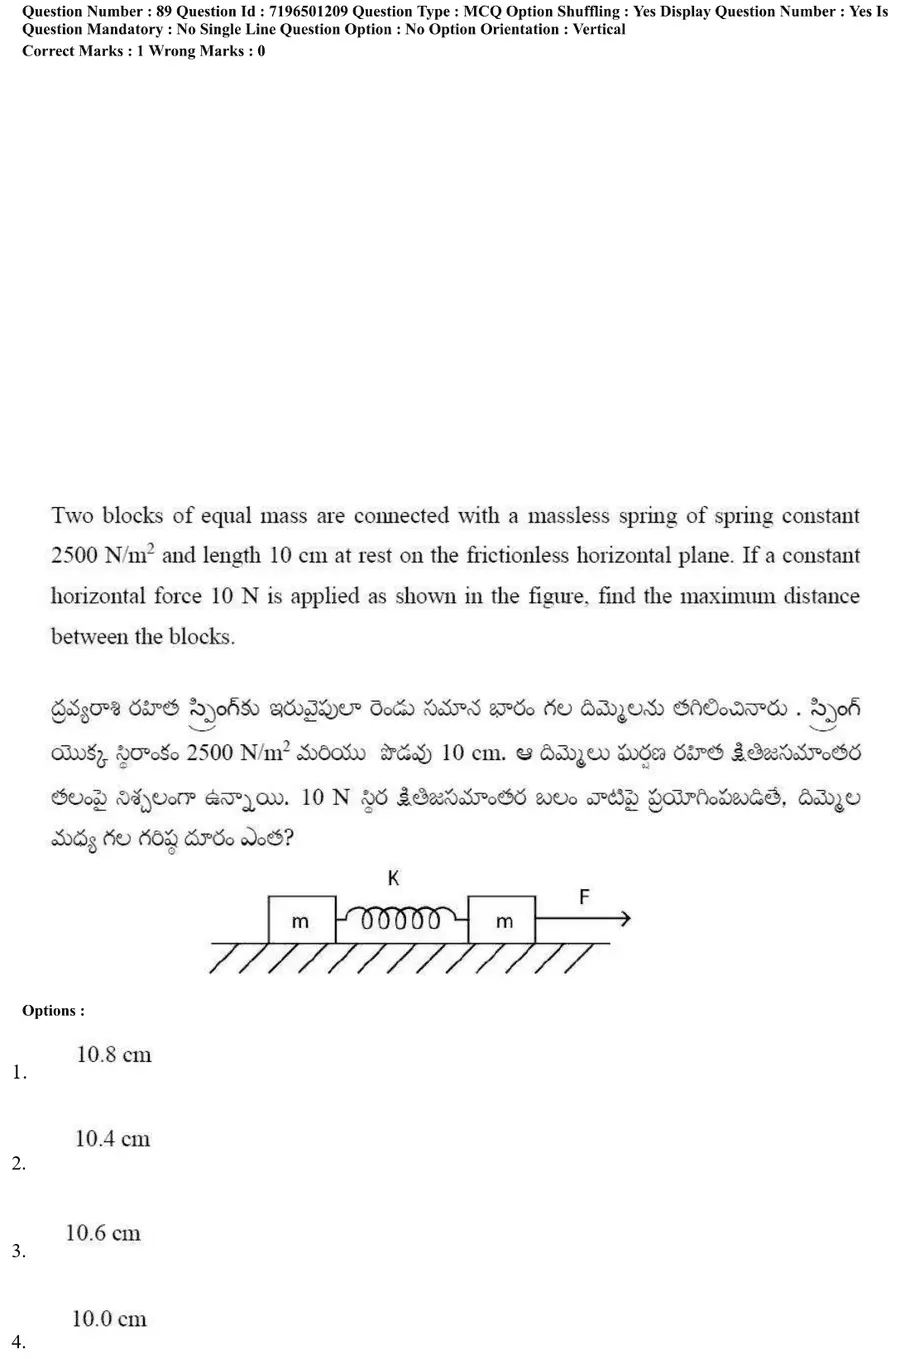 Question Number : 89 Question Id : 7196501209 Question Type : MCQ Option Shuffling : Yes Display Question Number : Yes Is
Question Mandatory : No Single Line Question Option : No Option Orientation : Vertical
Correct Marks : 1 Wrong Marks : 0
Two blocks of equal mass are connected with a massless spring of spring constant
2500 N/m² and length 10 cm at rest on the frictionless horizontal plane. If a constant
horizontal force 10 N is applied as shown in the figure, find the maximum distance
between the blocks.
ద్రవ్యరాశి రహిత స్ప్రింగ్‌కు ఇరువైపులా రెండు సమాన భారం గల దిమ్మెలను తగిలించినారు . స్ప్రింగ్
యొక్క స్థిరాంకం 2500 N/m² మరియు పొడవు 10 cm. ఆ దిమ్మెలు ఘర్షణ రహిత క్షితిజసమాంతర
తలంపై నిశ్చలంగా ఉన్నాయి. 10 N స్థిర క్షితిజసమాంతర బలం వాటిపై ప్రయోగింపబడితే, దిమ్మెల
మధ్య గల గరిష్ఠ దూరం ఎంత?
K
F
m
m
Options :
1. 10.8 cm
2. 10.4 cm
3. 10.6 cm
4. 10.0 cm